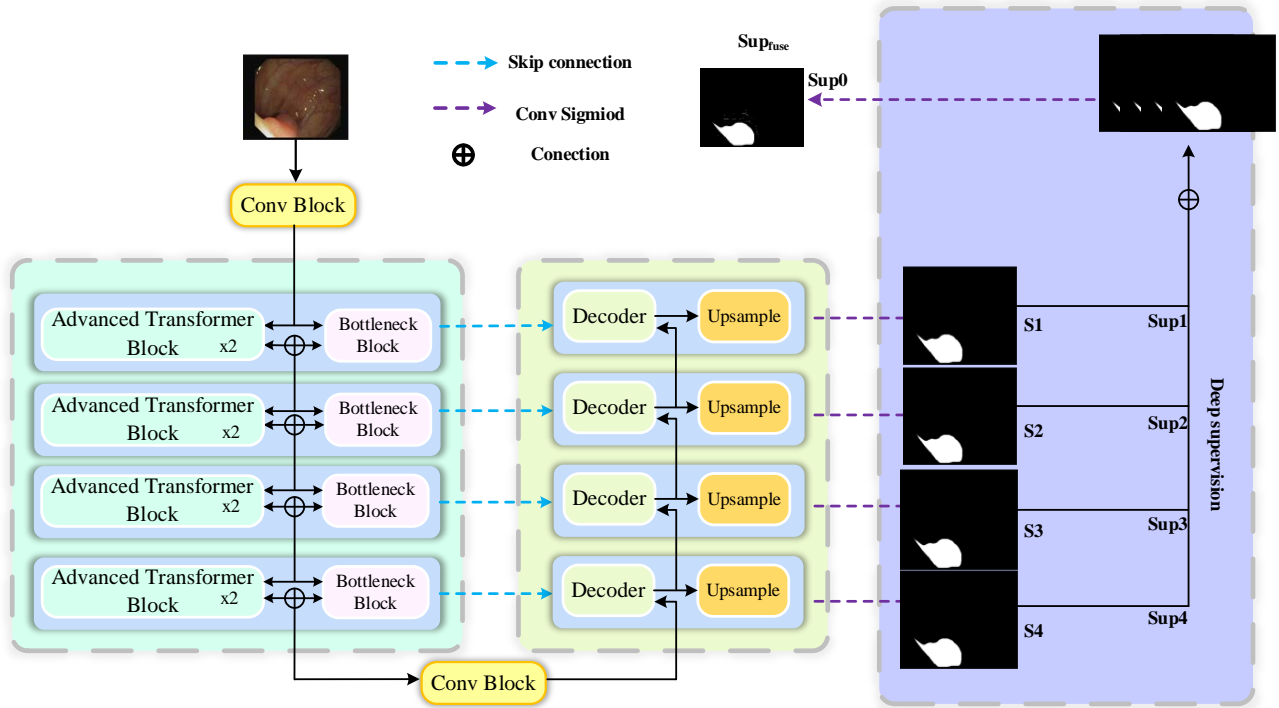 Skip connection
Conv Sigmiod
Conection
Sup_fuse
Sup0
Conv Block
Advanced Transformer
Block x2
Bottleneck
Block
Advanced Transformer
Block x2
Bottleneck
Block
Advanced Transformer
Block x2
Bottleneck
Block
Advanced Transformer
Block x2
Bottleneck
Block
Conv Block
Decoder
Upsample
Decoder
Upsample
Decoder
Upsample
Decoder
Upsample
S1
Sup1
S2
Sup2
S3
Sup3
S4
Sup4
Deep supervision